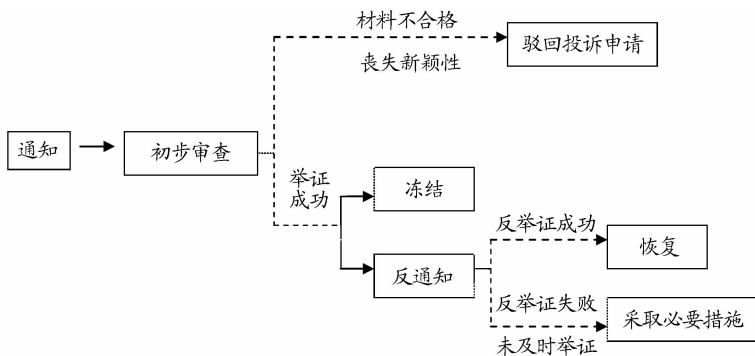 材料不合格
丧失新颖性
驳回投诉申请
通知
初步审查
举证
成功
冻结
反通知
反举证成功
恢复
反举证失败
未及时举证
采取必要措施